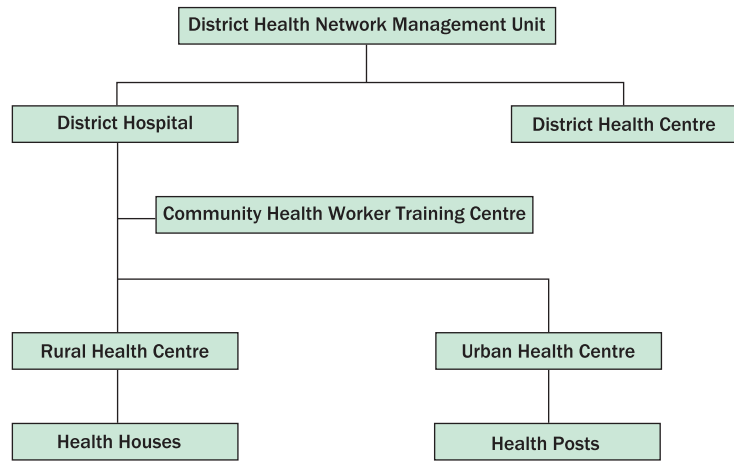 District Health Network Management Unit
District Hospital
District Health Centre
Community Health Worker Training Centre
Rural Health Centre
Urban Health Centre
Health Houses
Health Posts